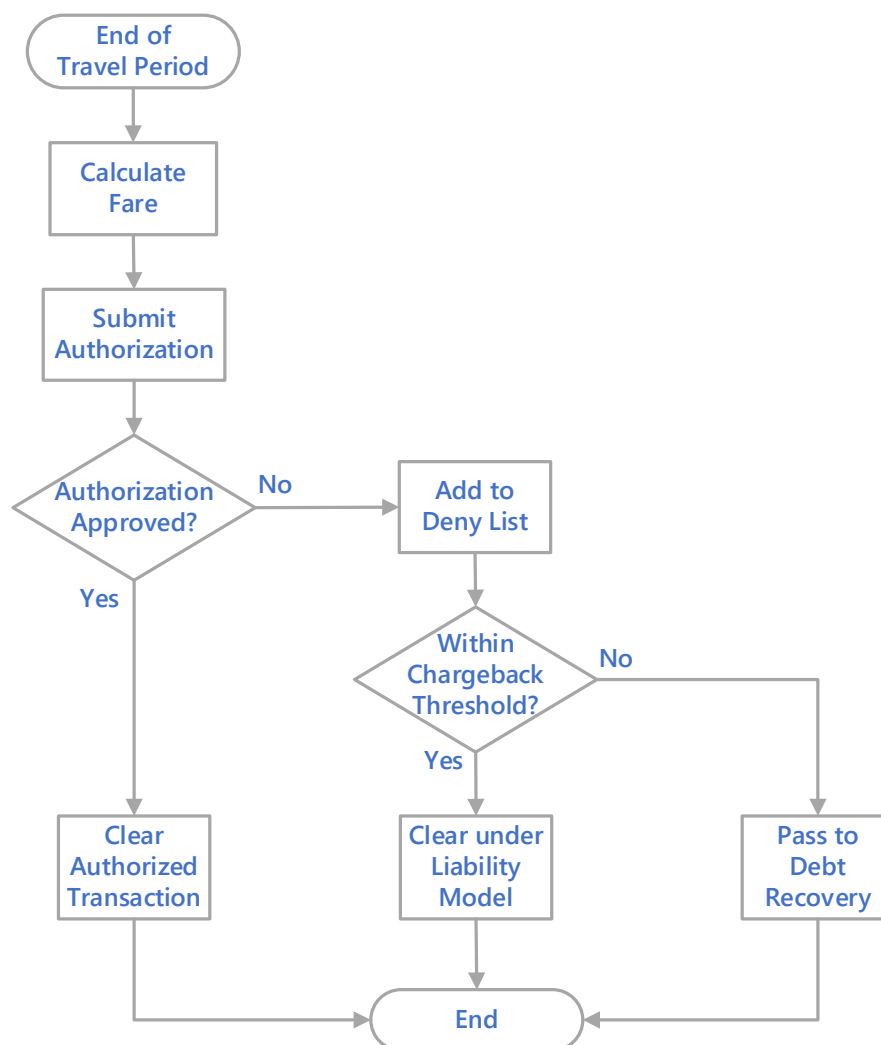 End of
Travel Period
Calculate
Fare
Submit
Authorization
Authorization
Approved?
No
Yes
Add to
Deny List
Within
Chargeback
Threshold?
No
Yes
Clear
Authorized
Transaction
Clear under
Liability
Model
Pass to
Debt
Recovery
End